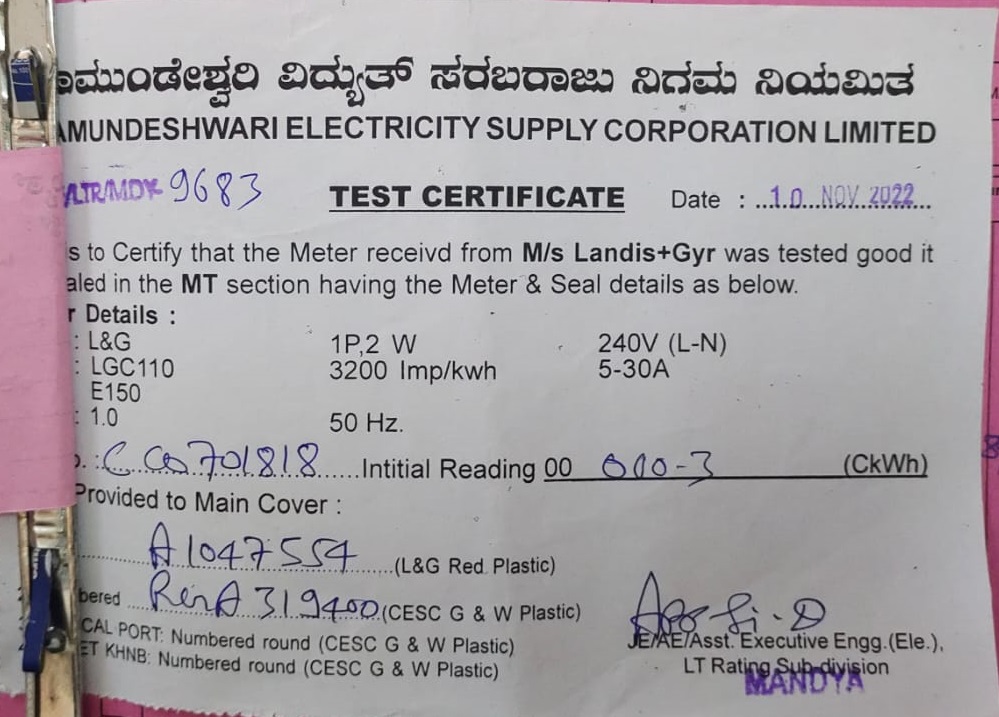 ಾಮುಂಡೇಶ್ವರಿ ವಿದ್ಯುತ್ ಸರಬರಾಜು ನಿಗಮ ನಿಯಮಿತ
AMUNDESHWARI ELECTRICITY SUPPLY CORPORATION LIMITED
/LTR/MDY 9683 TEST CERTIFICATE Date : ..10..NOV 2022...
s to Certify that the Meter receivd from M/s Landis+Gyr was tested good it
aled in the MT section having the Meter & Seal details as below.
r Details :
: L&G 1P,2 W 240V (L-N)
: LGC110 3200 Imp/kwh 5-30A
E150
: 1.0 50 Hz.
701818 Intitial Reading 00 010-3 (CkWh)
Provided to Main Cover :
A1047554 (L&G Red Plastic)
bered A319400 (CESC G & W Plastic)
CAL PORT: Numbered round (CESC G & W Plastic)
ET KHNB: Numbered round (CESC G & W Plastic)
JE/AE/Asst. Executive Engg.(Ele.),
LT Rating Sub-division
MANDYA